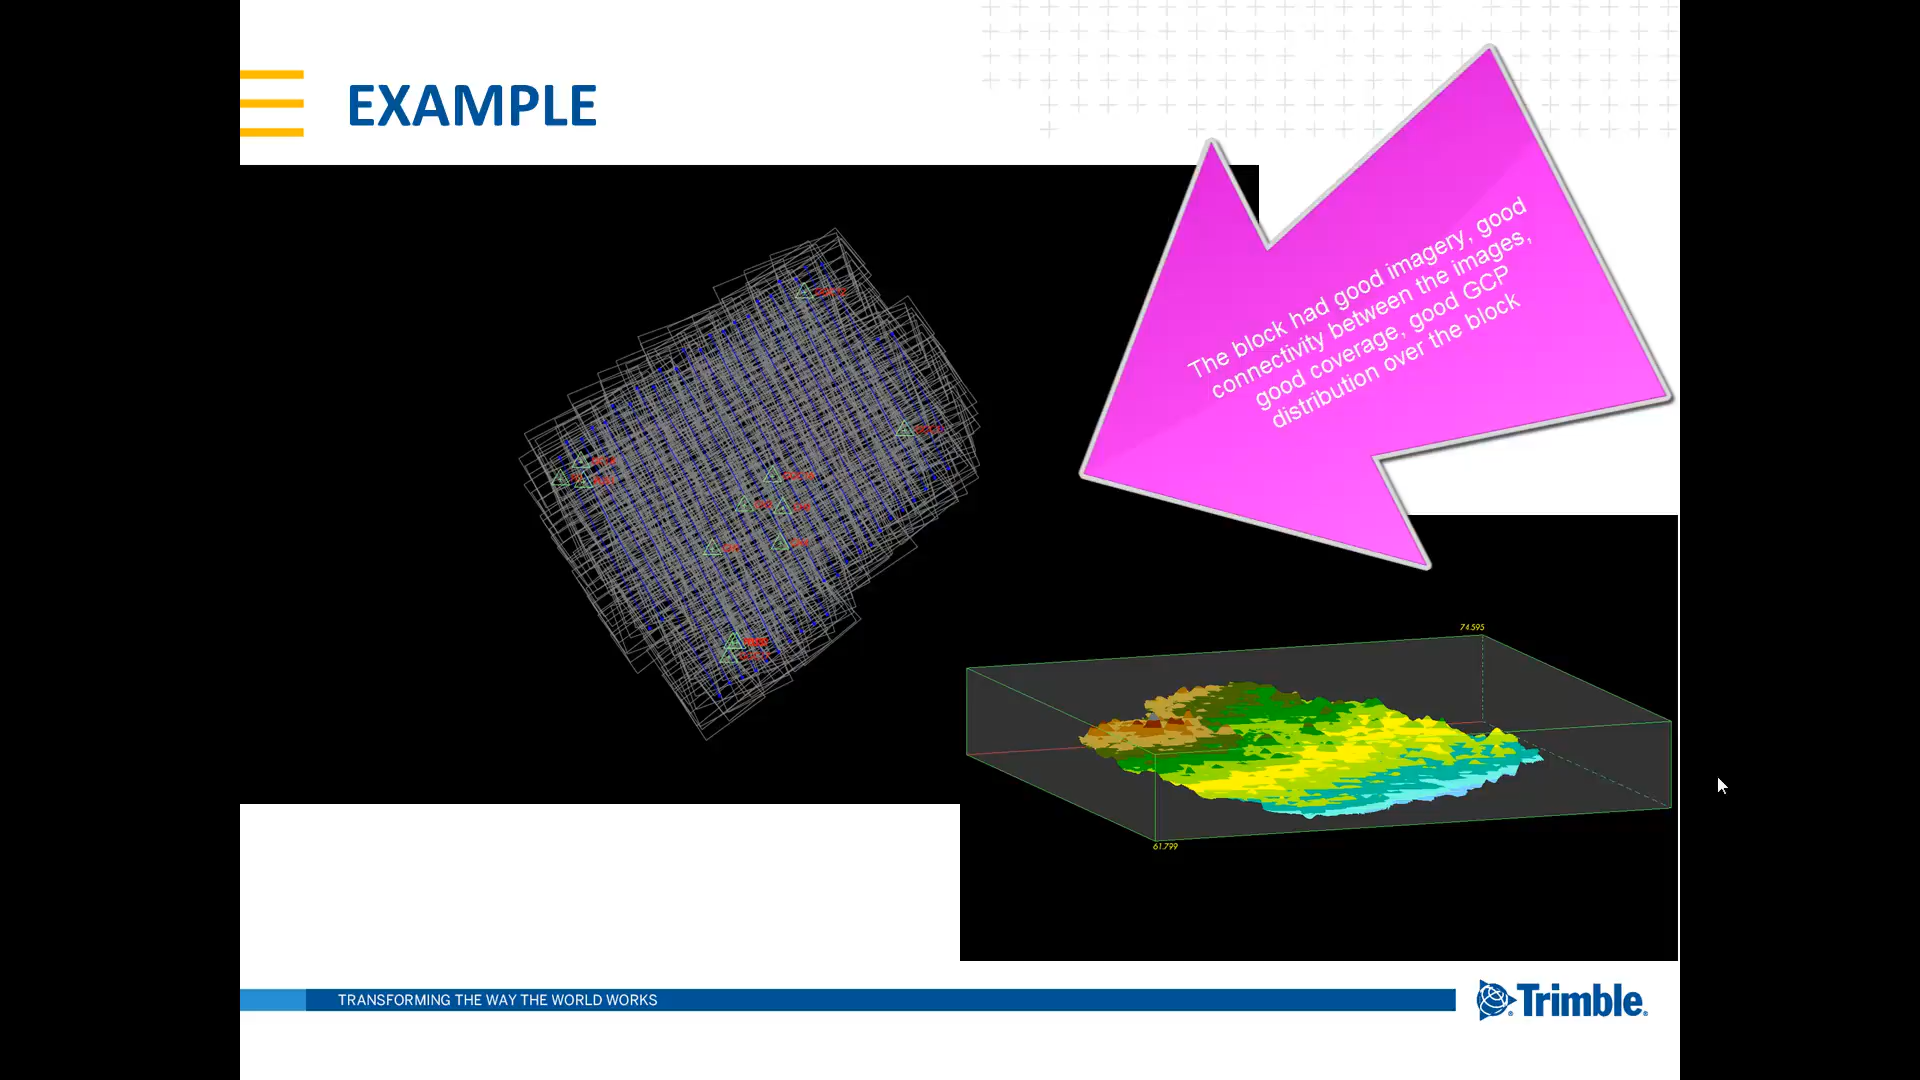 EXAMPLE
The block had good imagery, good
connectivity between the images,
good coverage, good GCP
distribution over the block
74.595
61.799
TRANSFORMING THE WAY THE WORLD WORKS
Trimble